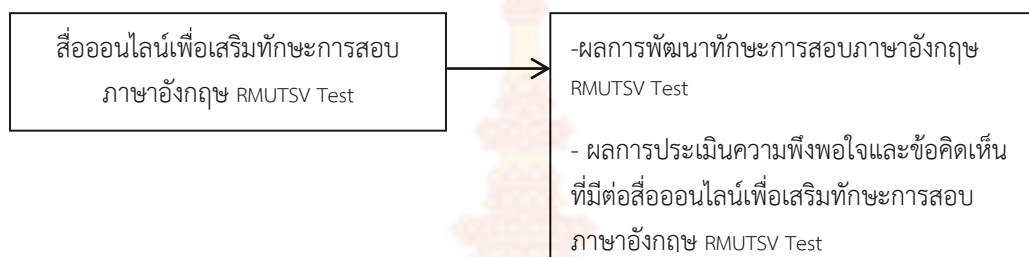 สื่อออนไลน์เพื่อเสริมทักษะการสอบ
ภาษาอังกฤษ RMUTSV Test
-ผลการพัฒนาทักษะการสอบภาษาอังกฤษ
RMUTSV Test
- ผลการประเมินความพึงพอใจและข้อคิดเห็น
ที่มีต่อสื่อออนไลน์เพื่อเสริมทักษะการสอบ
ภาษาอังกฤษ RMUTSV Test